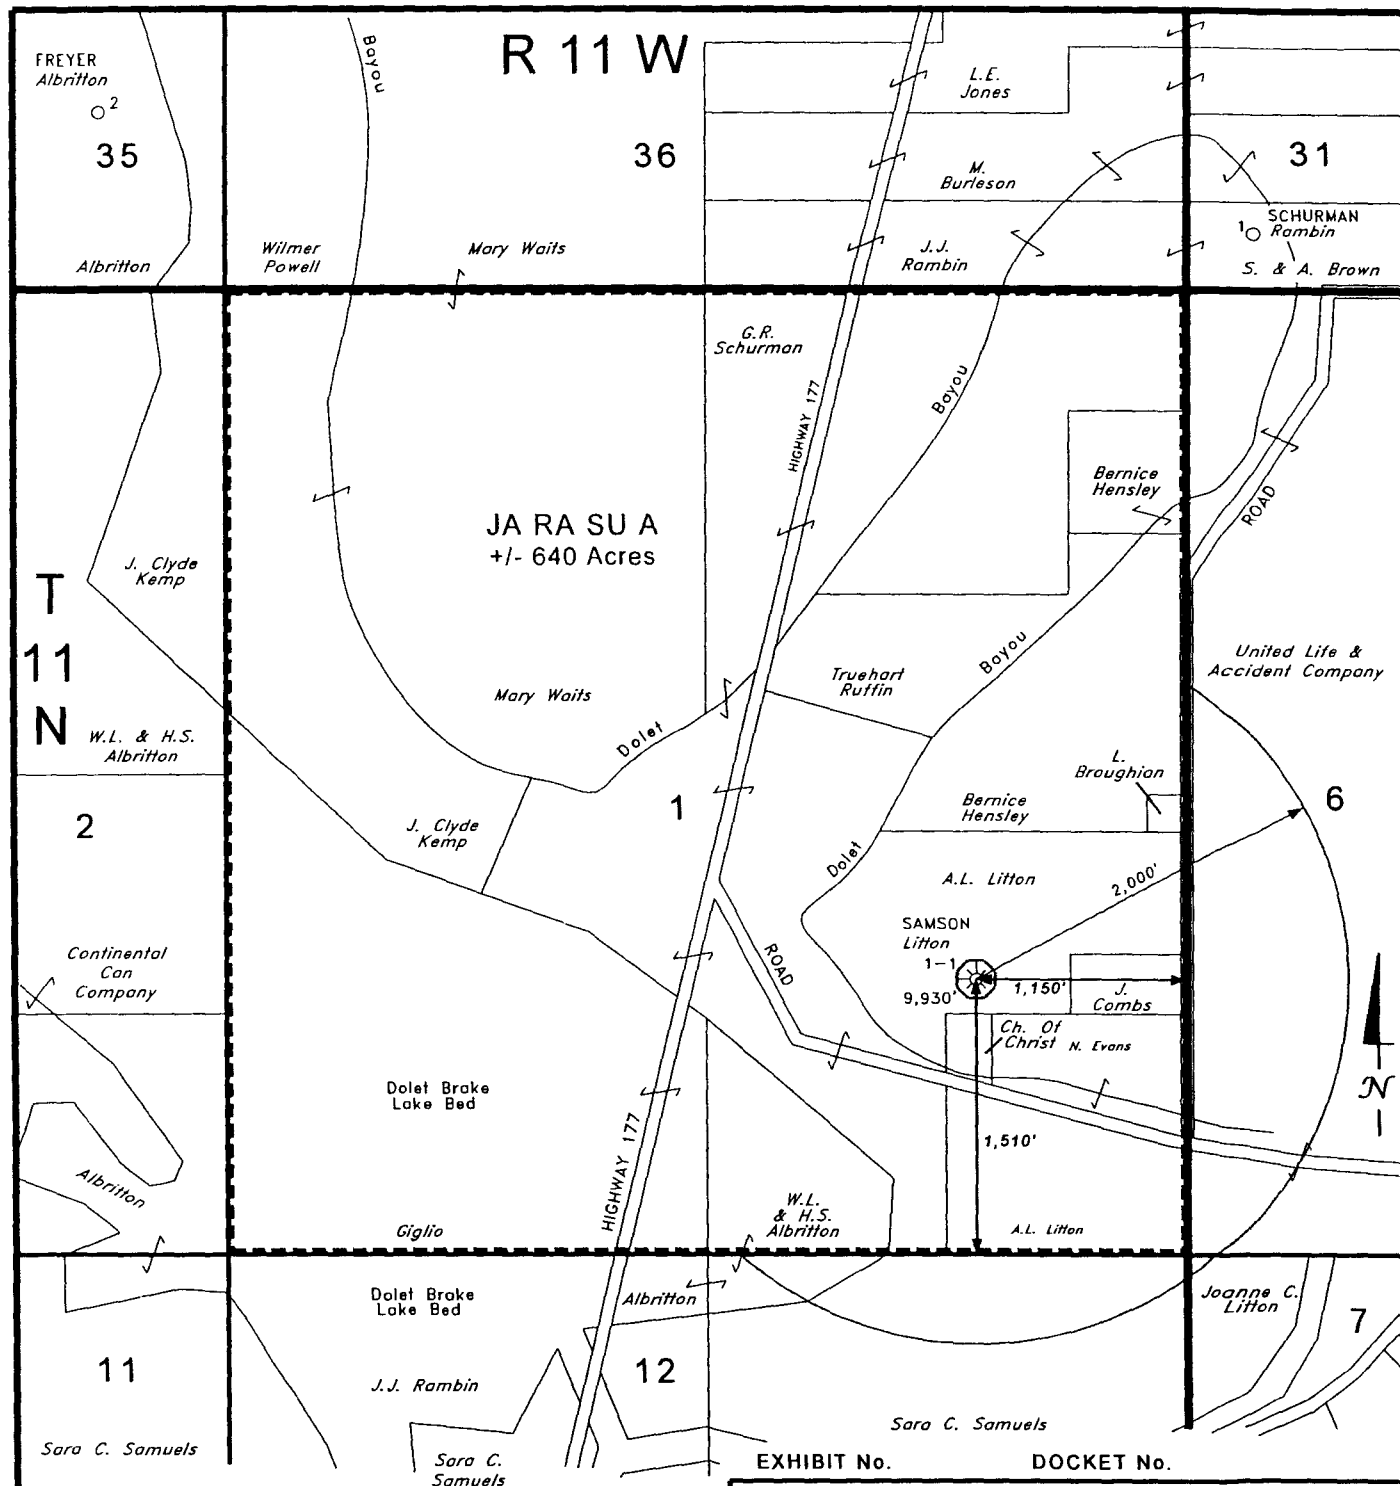 R 11 W
FREYER
Albritton
2
35
Bayou
36
L.E.
Jones
M.
Burleson
31
SCHURMAN
1
Rambin
Albritton
Wilmer
Powell
Mary Waits
J.J.
Rambin
S. & A. Brown
G.R.
Schurman
HIGHWAY 177
Bayou
Bernice
Hensley
ROAD
JA RA SU A
+/- 640 Acres
J. Clyde
Kemp
T
11
N
Bayou
United Life &
Accident Company
Truehart
Ruffin
Mary Waits
W.L. & H.S.
Albritton
Dolet
L.
Broughian
2
1
6
Bernice
Hensley
J. Clyde
Kemp
Dolet
A.L. Litton
2,000'
SAMSON
Litton
1-1
9,930'
1,150'
J.
Combs
Continental
Can
Company
ROAD
Ch. Of
Christ
N. Evans
N
Dolet Brake
Lake Bed
1,510'
HIGHWAY 177
Albritton
Giglio
W.L.
& H.S.
Albritton
A.L. Litton
Dolet Brake
Lake Bed
Albritton
Joanne C.
Litton
7
11
12
J.J. Rambin
Sara C. Samuels
Sara C.
Samuels
Sara C. Samuels
EXHIBIT No.
DOCKET No.